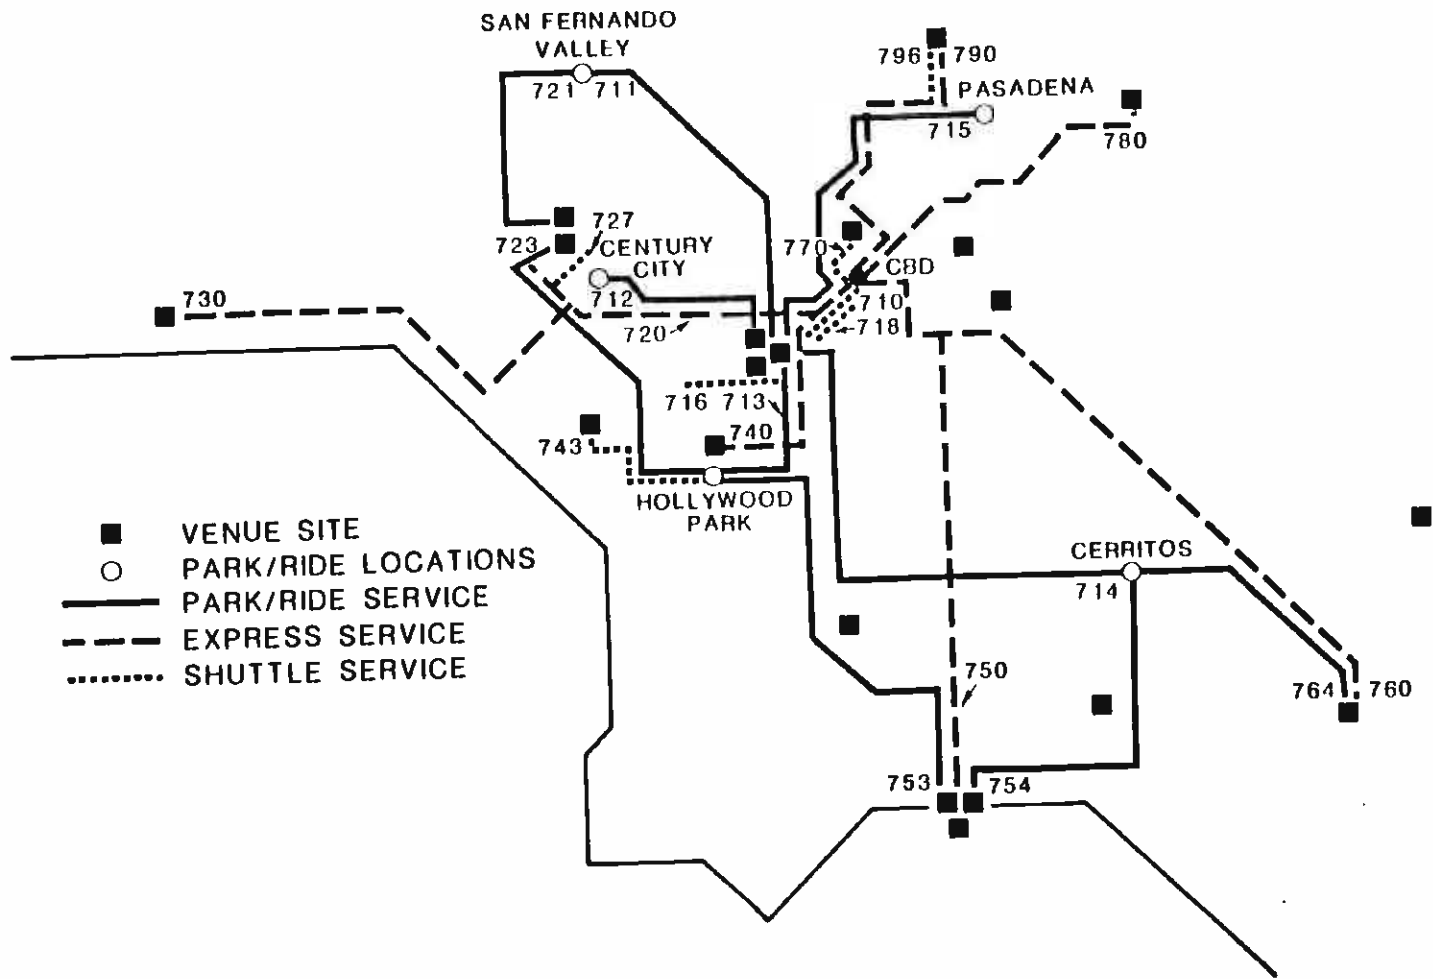 SAN FERNANDO
VALLEY
721 711
796 790
PASADENA
715
780
727
723
CENTURY
CITY
712
770
CBD
710
718
720
730
716 713
740
743
HOLLYWOOD
PARK
VENUE SITE
PARK/RIDE LOCATIONS
PARK/RIDE SERVICE
EXPRESS SERVICE
SHUTTLE SERVICE
CERRITOS
714
750
764 760
753 754